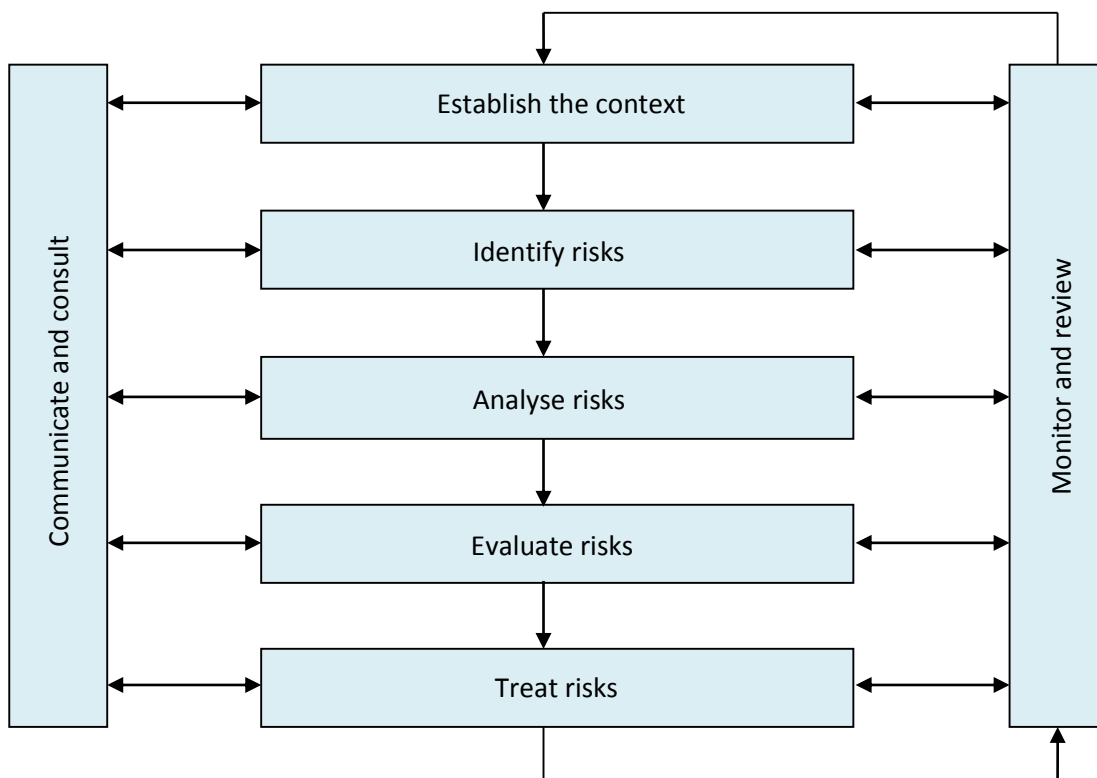 Establish the context
Identify risks
Analyse risks
Evaluate risks
Treat risks
Communicate and consult
Monitor and review